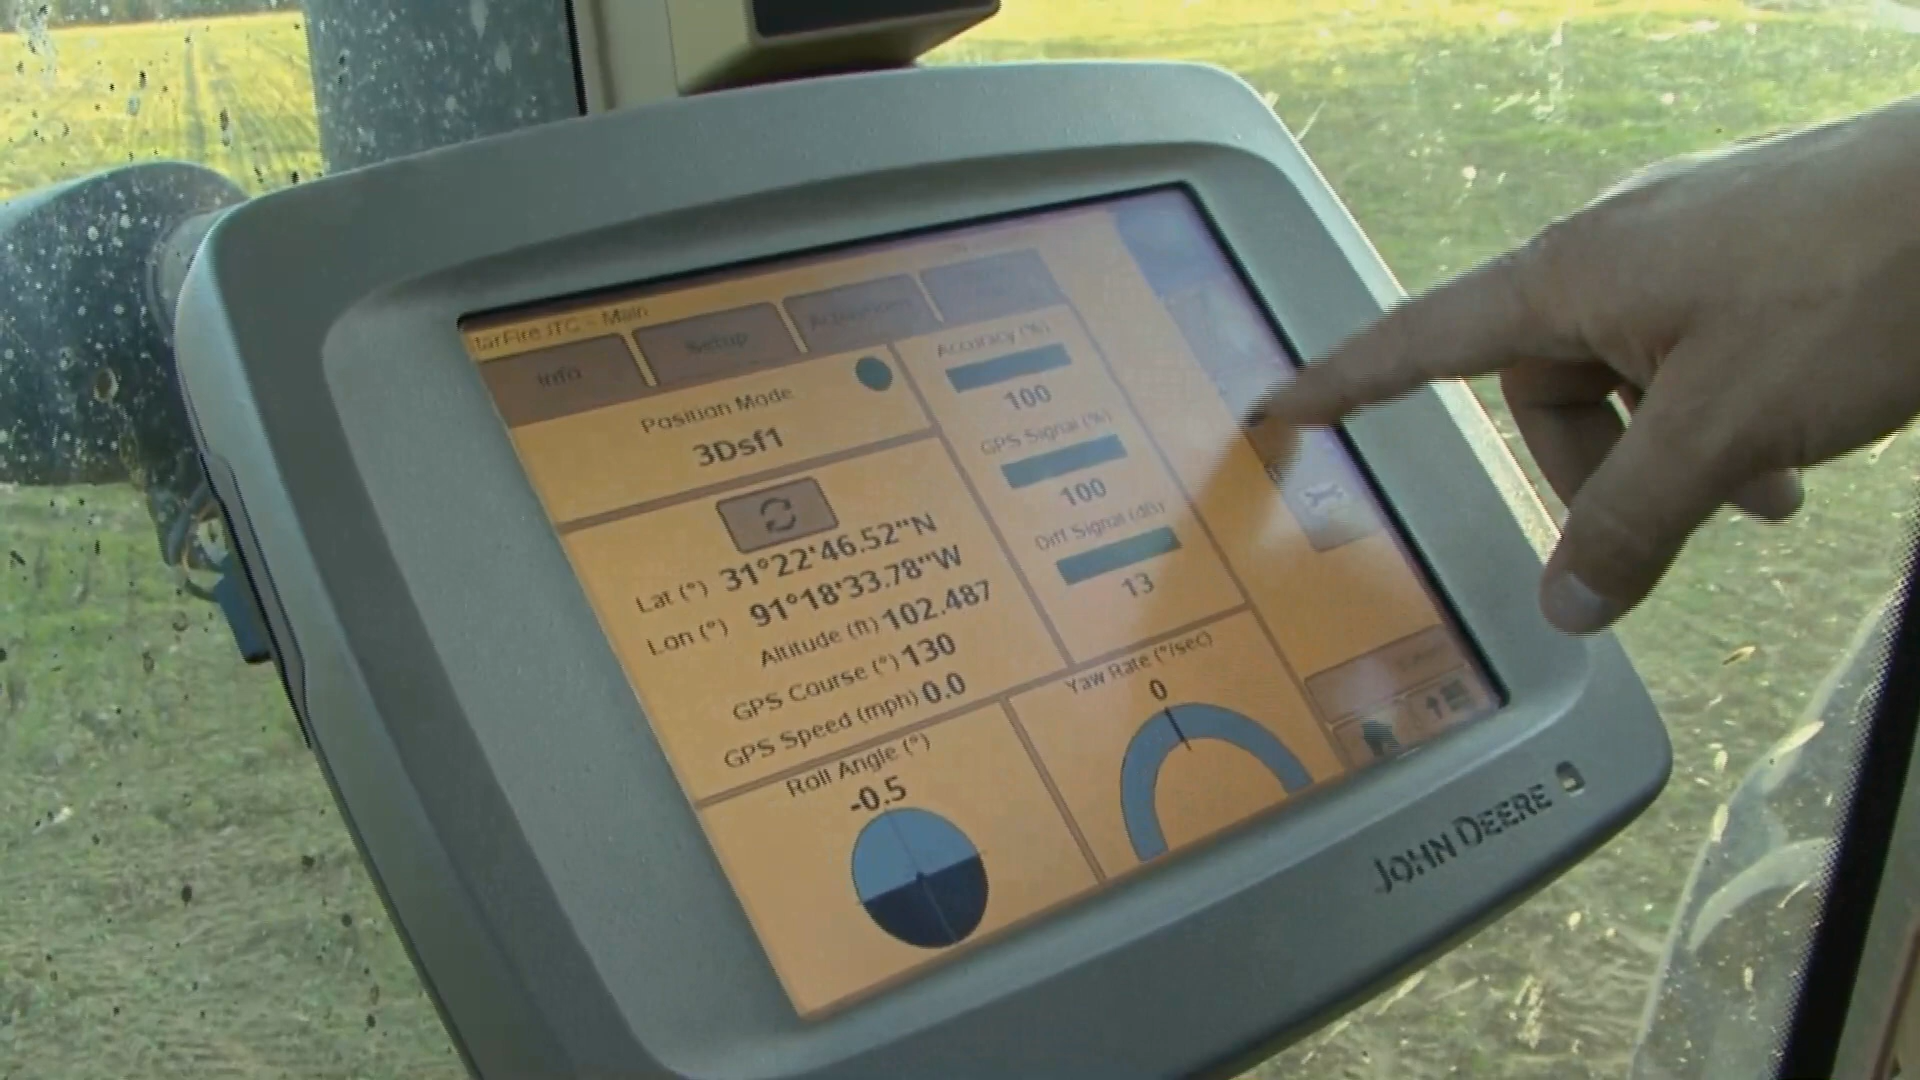 tarFire iTC - Main
Info
Setup
Activations
Position Mode
3Dsf1
Lat (°) 31°22'46.52"N
Lon (°) 91°18'33.78"W
Altitude (ft) 102.487
GPS Course (°) 130
GPS Speed (mph) 0.0
Accuracy (%)
100
GPS Signal (%)
100
Diff Signal (dB)
13
Roll Angle (°)
-0.5
Yaw Rate (°/sec)
0
JOHN DEERE